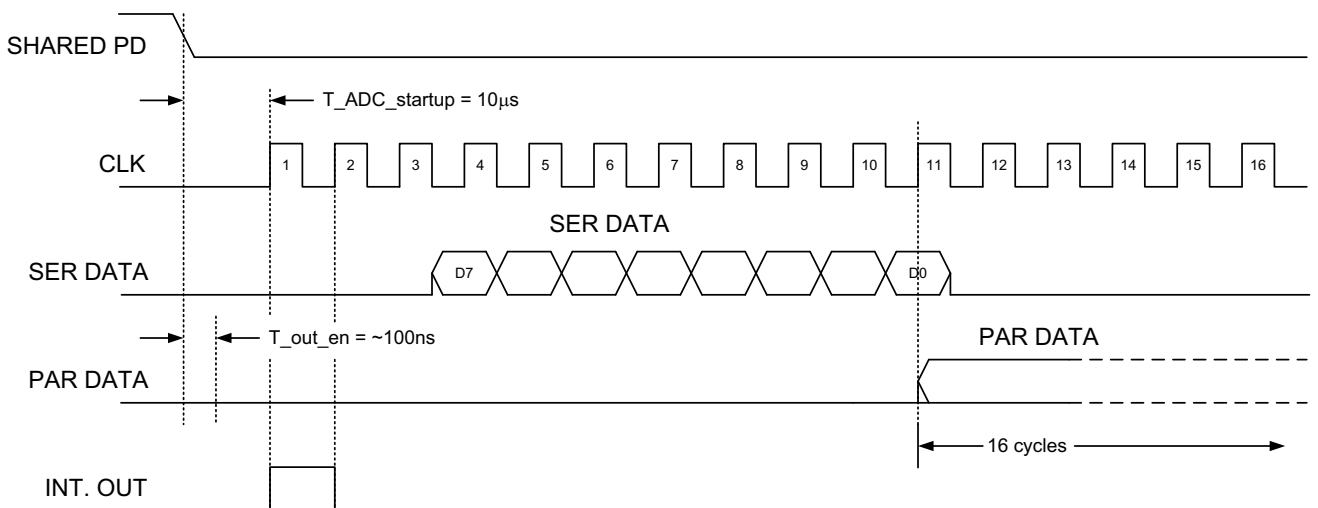 SHARED PD
T_ADC_startup = 10µs
CLK
1 2 3 4 5 6 7 8 9 10 11 12 13 14 15 16
SER DATA
SER DATA
D7 D0
T_out_en = ~100ns
PAR DATA
PAR DATA
16 cycles
INT. OUT